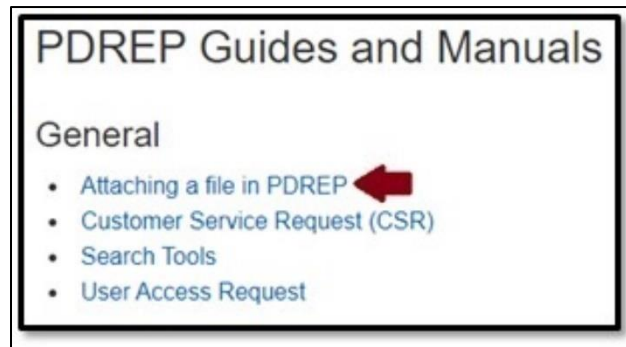 PDREP Guides and Manuals
General
• Attaching a file in PDREP
• Customer Service Request (CSR)
• Search Tools
• User Access Request